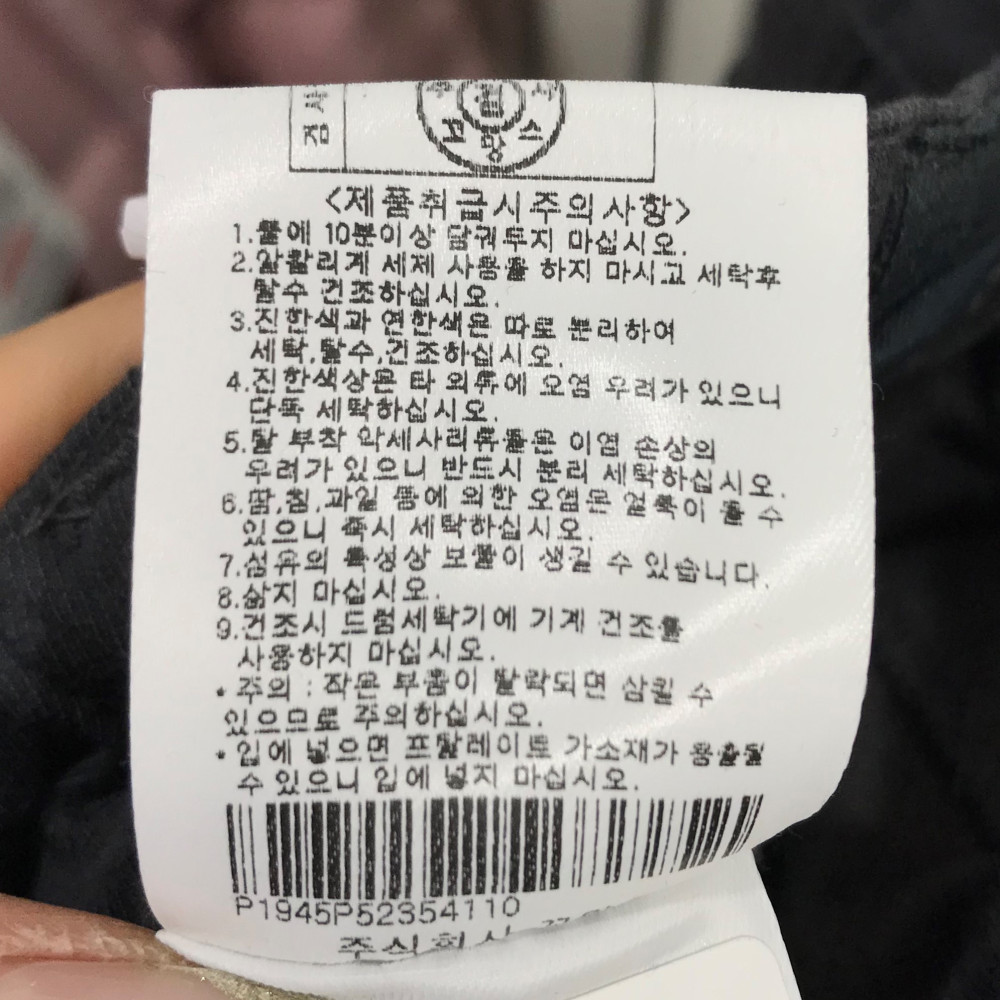 검사
꼬망스
<제품취급시주의사항>
1.물에 10분이상 담궈두지 마십시오.
2.알칼리계 세제 사용을 하지 마시고 세탁후
탈수 건조하십시오.
3.진한색과 연한색은 따로 분리하여
세탁,탈수,건조하십시오.
4.진한색상은 타 의류에 오염 우려가 있으니
단독 세탁하십시오.
5.탈 부착 악세사리류들은 이염 손상의
우려가 있으니 반드시 분리 세탁하십시오.
6.땀,침,과일 등에 의한 오염은 얼룩이 될 수
있으니 즉시 세탁하십시오.
7.섬유의 특성상 보풀이 생길 수 있습니다.
8.삶지 마십시오.
9.건조시 드럼세탁기에 기계 건조를
사용하지 마십시오.
* 주의 : 작은 부품이 탈락되면 삼킬 수
있으므로 주의하십시오.
* 입에 넣으면 프탈레이트 가소재가 용출될
수 있으니 입에 넣지 마십시오.
P1945P52354110
주식회사